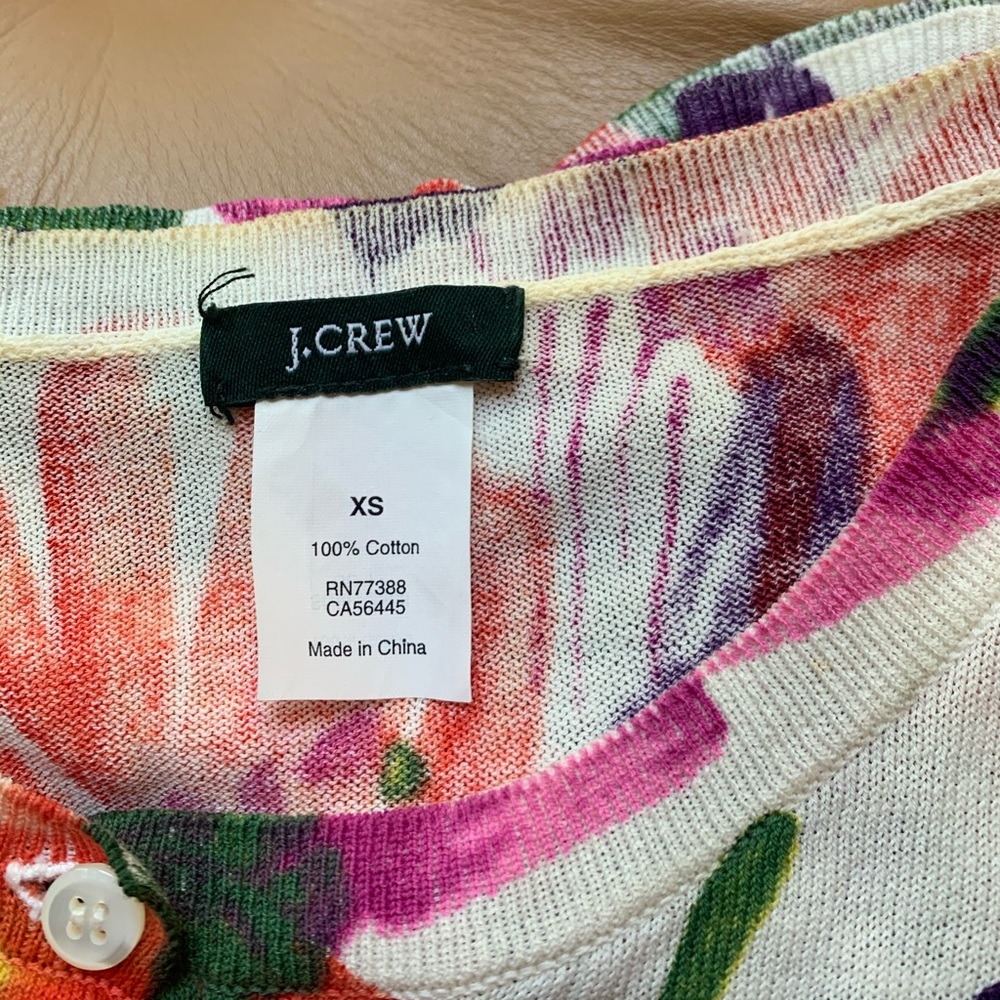 J.CREW
XS
100% Cotton
RN77388
CA56445
Made in China